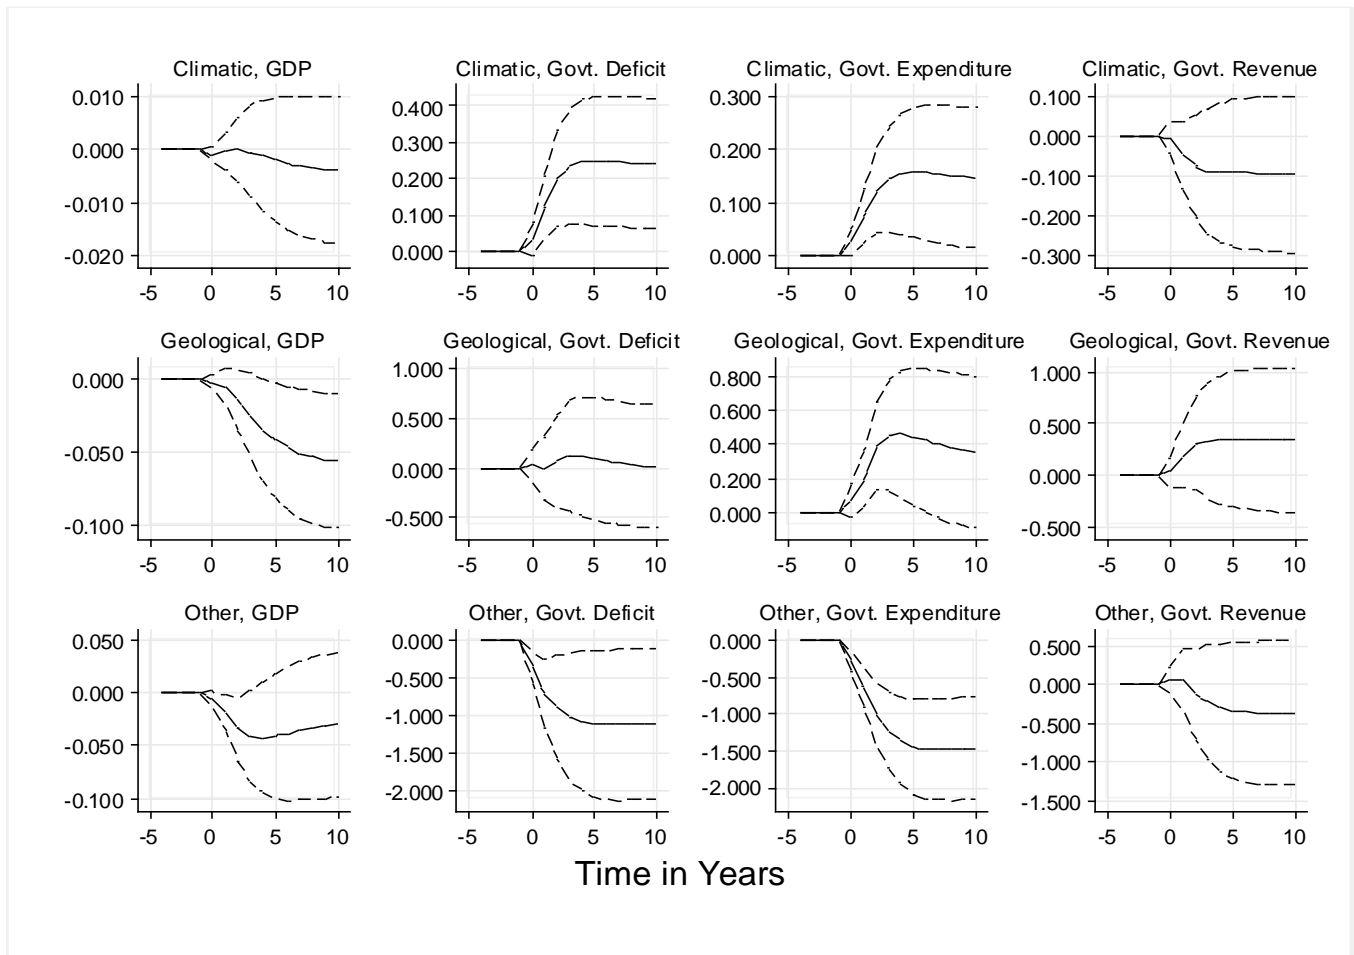 Climatic, GDP
0.010
0.000
-0.010
-0.020
-5 0 5 10
Climatic, Govt. Deficit
0.400
0.300
0.200
0.100
0.000
-5 0 5 10
Climatic, Govt. Expenditure
0.300
0.200
0.100
0.000
-5 0 5 10
Climatic, Govt. Revenue
0.100
0.000
-0.100
-0.200
-0.300
-5 0 5 10
Geological, GDP
0.000
-0.050
-0.100
-5 0 5 10
Geological, Govt. Deficit
1.000
0.500
0.000
-0.500
-5 0 5 10
Geological, Govt. Expenditure
0.800
0.600
0.400
0.200
0.000
-5 0 5 10
Geological, Govt. Revenue
1.000
0.500
0.000
-0.500
-5 0 5 10
Other, GDP
0.050
0.000
-0.050
-0.100
-5 0 5 10
Other, Govt. Deficit
0.000
-0.500
-1.000
-1.500
-2.000
-5 0 5 10
Other, Govt. Expenditure
0.000
-0.500
-1.000
-1.500
-2.000
-5 0 5 10
Other, Govt. Revenue
0.500
0.000
-0.500
-1.000
-1.500
-5 0 5 10
Time in Years